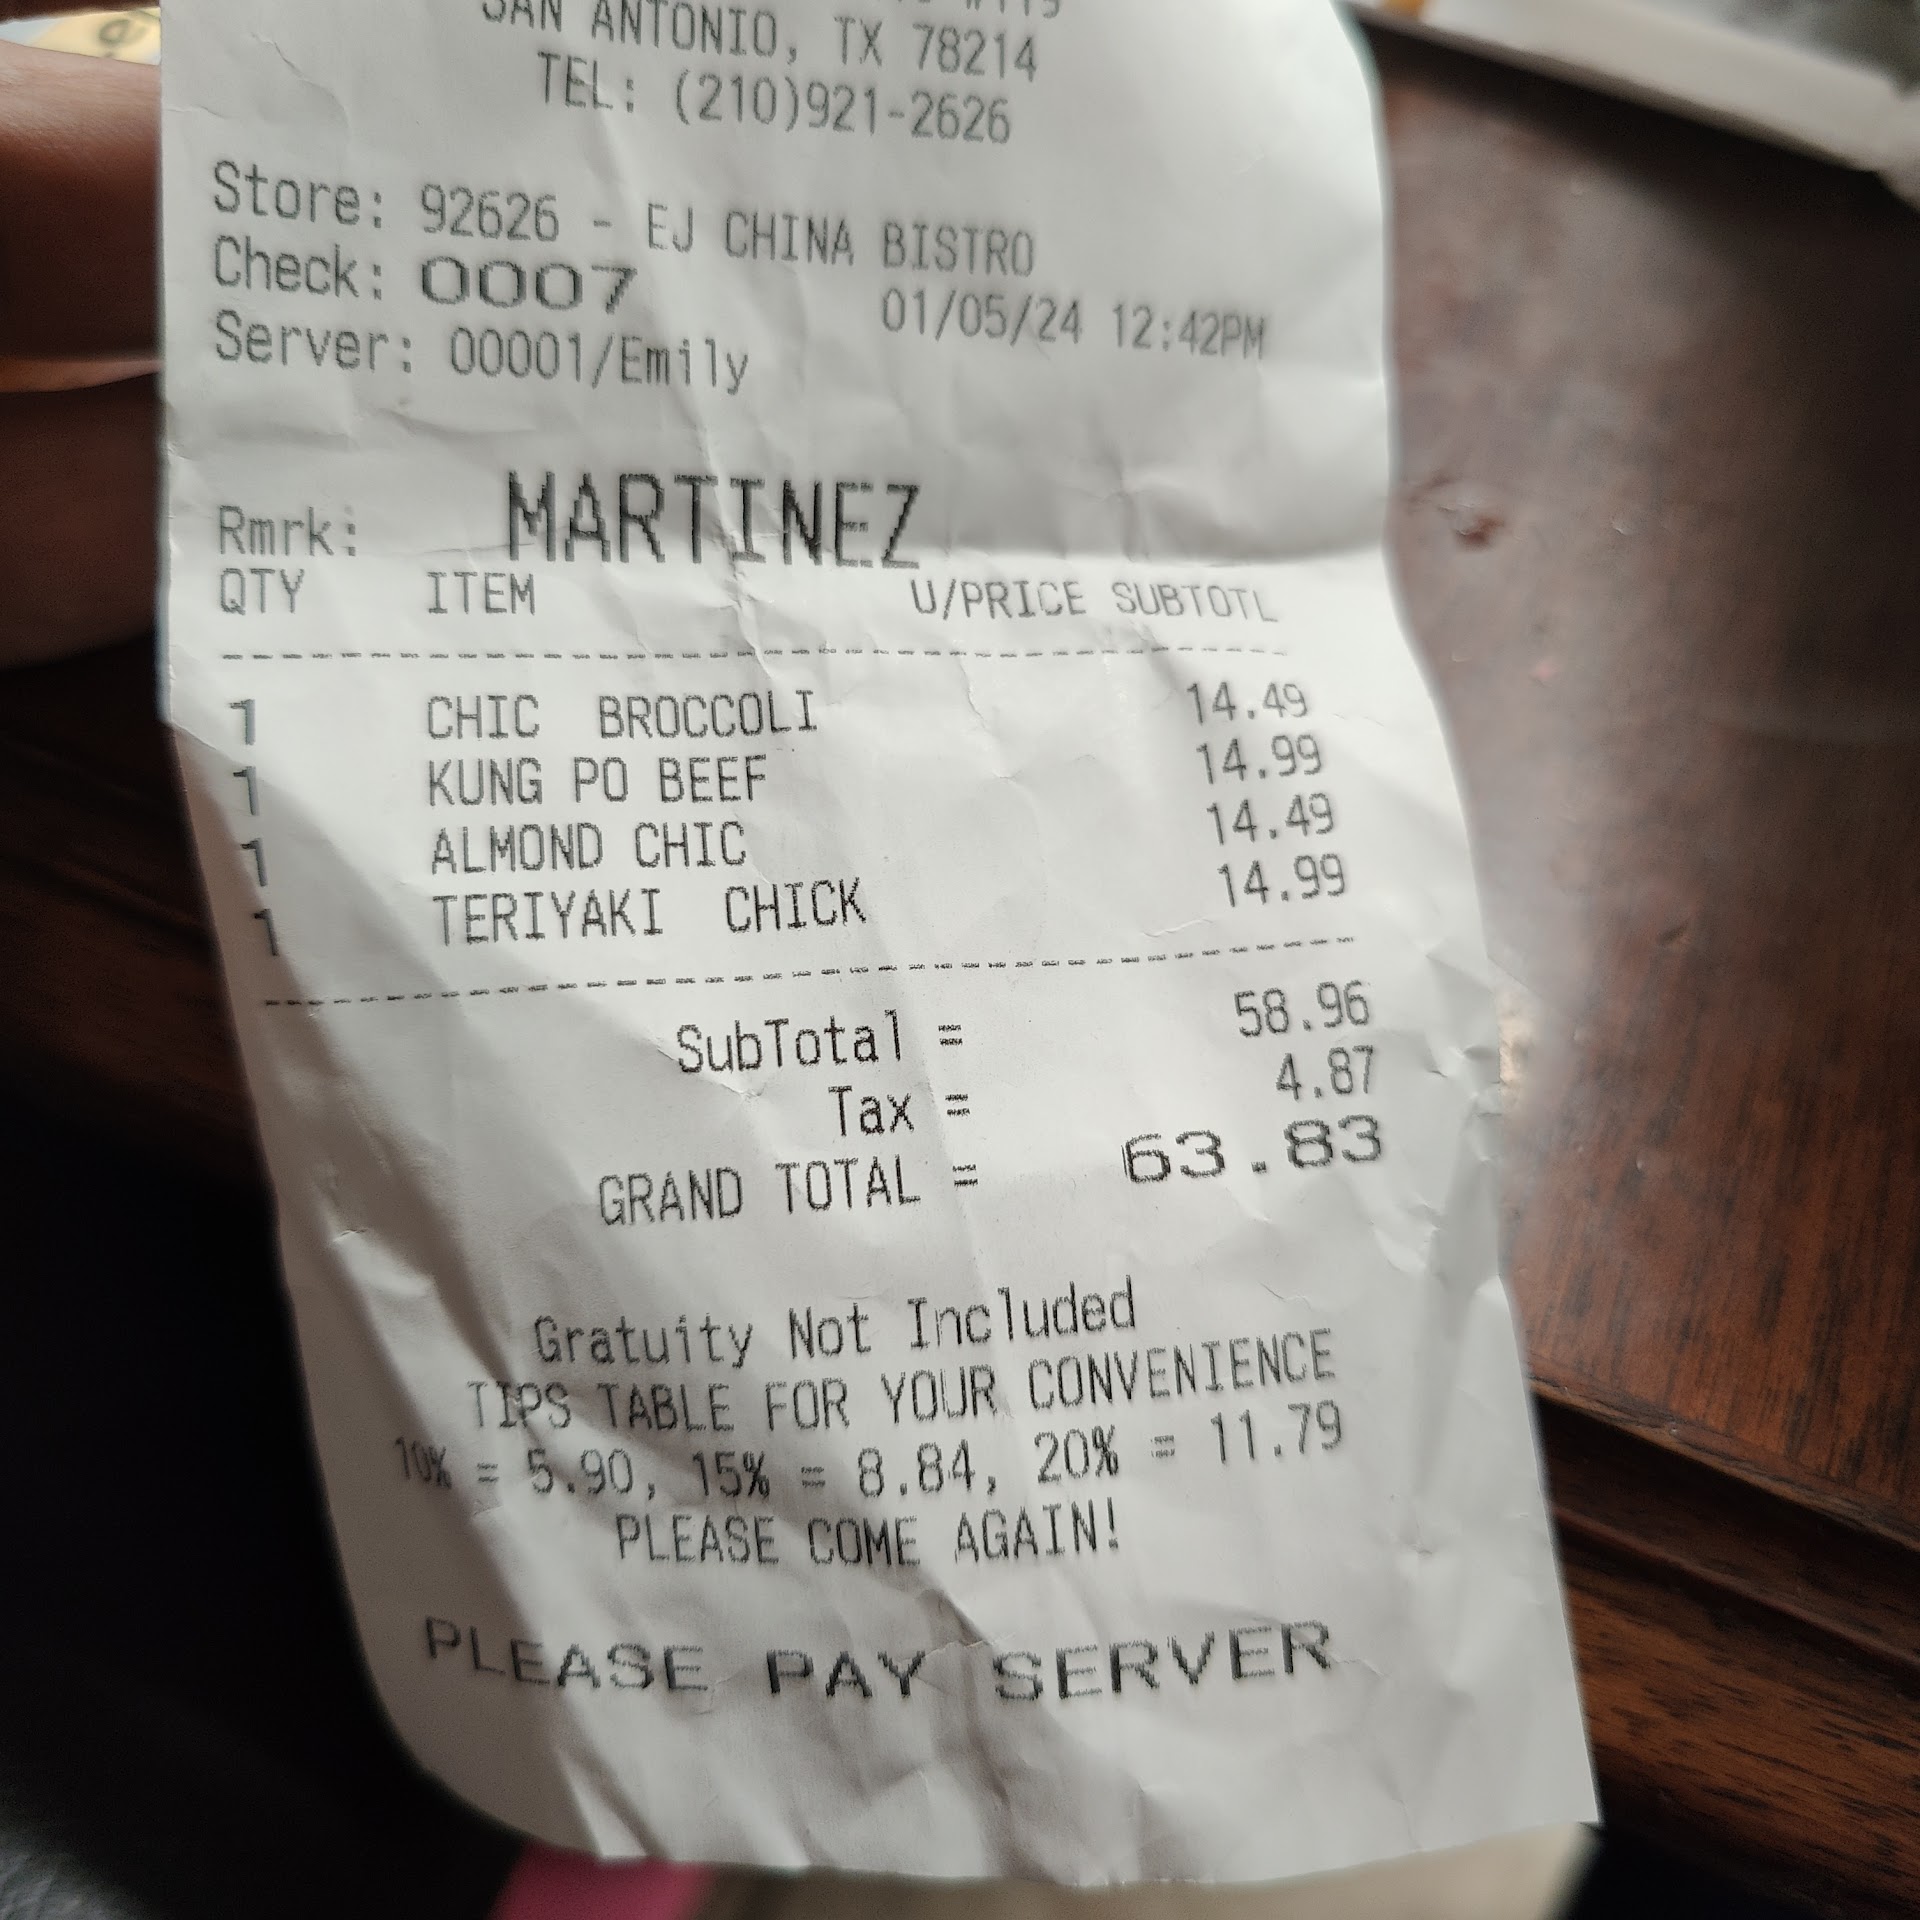 SAN ANTONIO, TX 78214
TEL: (210)921-2626
Store: 92626 - EJ CHINA BISTRO
Check: 0007 01/05/24 12:42PM
Server: 00001/Emily
Rmrk: MARTINEZ
QTY ITEM U/PRICE SUBTOTL
1 CHIC BROCCOLI 14.49
1 KUNG PO BEEF 14.99
1 ALMOND CHIC 14.49
1 TERIYAKI CHICK 14.99
SubTotal = 58.96
Tax = 4.87
GRAND TOTAL = 63.83
Gratuity Not Included
TIPS TABLE FOR YOUR CONVENIENCE
10% = 5.90, 15% = 8.84, 20% = 11.79
PLEASE COME AGAIN!
PLEASE PAY SERVER